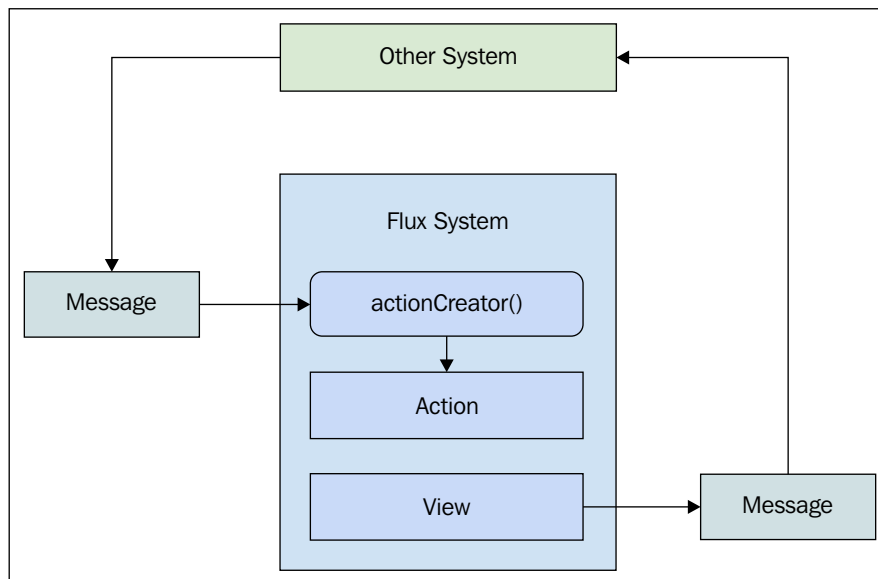 Other System
Flux System
Message
actionCreator()
Action
View
Message